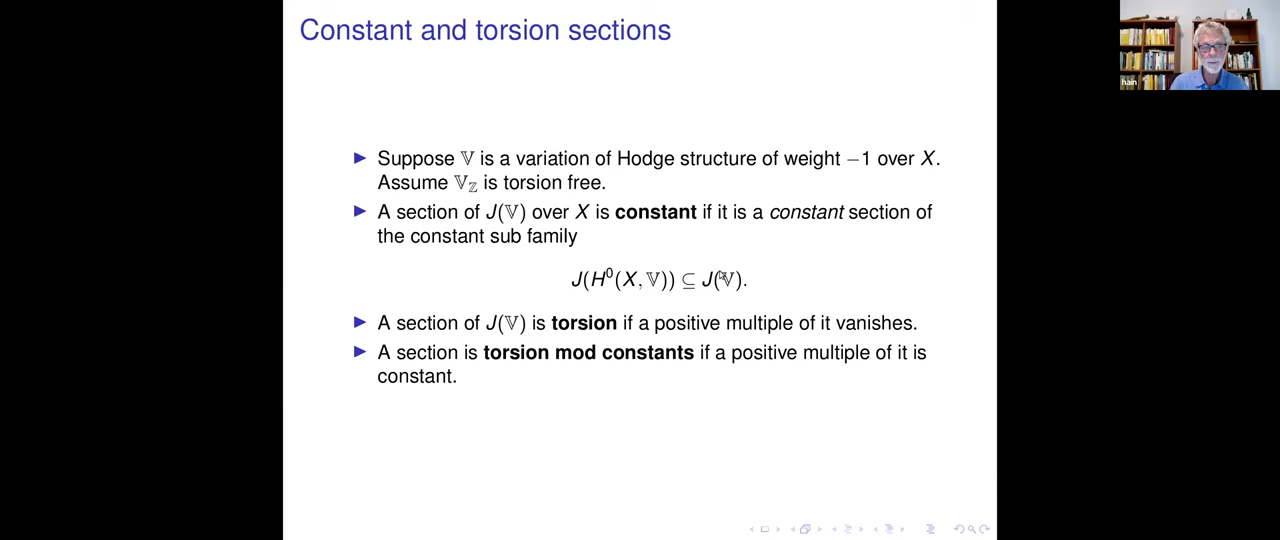 Constant and torsion sections
▶ Suppose 𝕍 is a variation of Hodge structure of weight −1 over X.
Assume 𝕍_ℤ is torsion free.
▶ A section of J(𝕍) over X is constant if it is a constant section of
the constant sub family
J(H⁰(X, 𝕍)) ⊆ J(𝕍).
▶ A section of J(𝕍) is torsion if a positive multiple of it vanishes.
▶ A section is torsion mod constants if a positive multiple of it is
constant.
hain